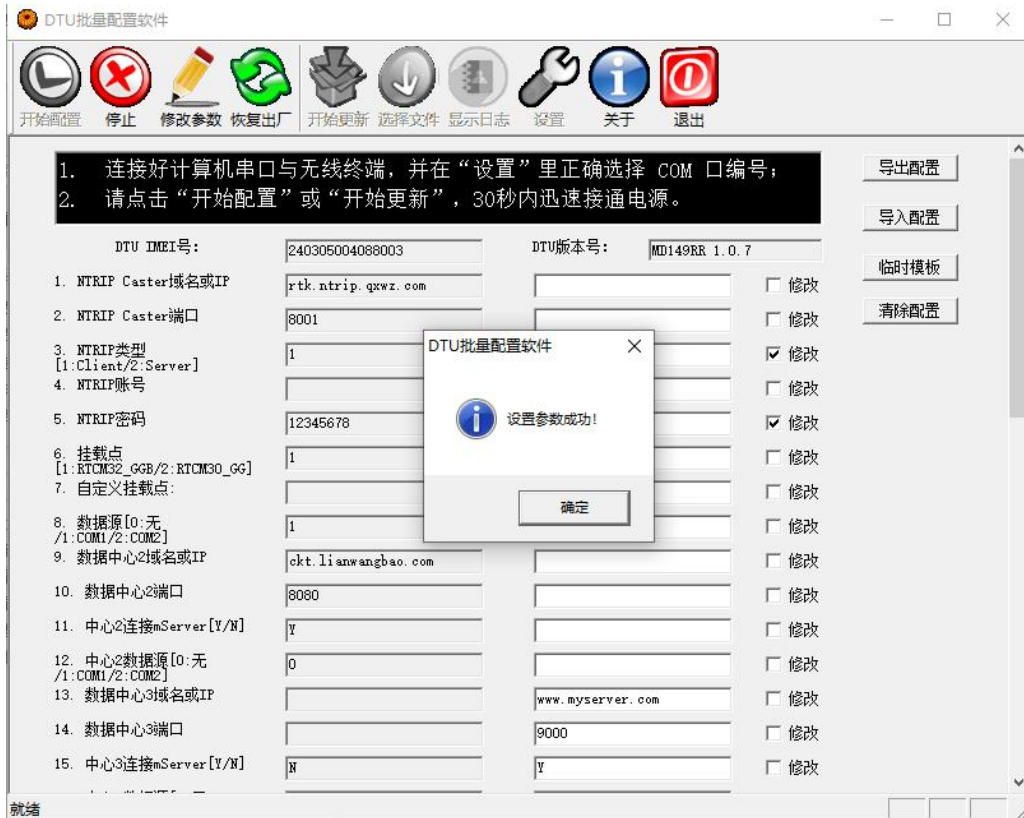 DTU批量配置软件
开始配置 停止 修改参数 恢复出厂 开始更新 选择文件 显示日志 设置 关于 退出
1. 连接好计算机串口与无线终端，并在“设置”里正确选择 COM 口编号；
2. 请点击“开始配置”或“开始更新”，30秒内迅速接通电源。
导出配置
导入配置
临时模板
清除配置
DTU IMEI号: 240305004088003 DTU版本号: MD149RR 1.0.7
1. NTRIP Caster域名或IP rtk.ntrip.qxwz.com 修改
2. NTRIP Caster端口 8001 修改
3. NTRIP类型
[1:Client/2:Server] 1 修改
4. NTRIP账号 修改
5. NTRIP密码 12345678 修改
6. 挂载点
[1:RTCM32_GGB/2:RTCM30_GG] 1 修改
7. 自定义挂载点: 修改
8. 数据源[0:无
/1:COM1/2:COM2] 1 修改
9. 数据中心2域名或IP ckt.lianwangbao.com 修改
10. 数据中心2端口 8080 修改
11. 中心2连接mServer[Y/N] Y 修改
12. 中心2数据源[0:无
/1:COM1/2:COM2] 0 修改
13. 数据中心3域名或IP www.myserver.com 修改
14. 数据中心3端口 9000 修改
15. 中心3连接mServer[Y/N] N Y 修改
DTU批量配置软件
设置参数成功!
确定
就绪